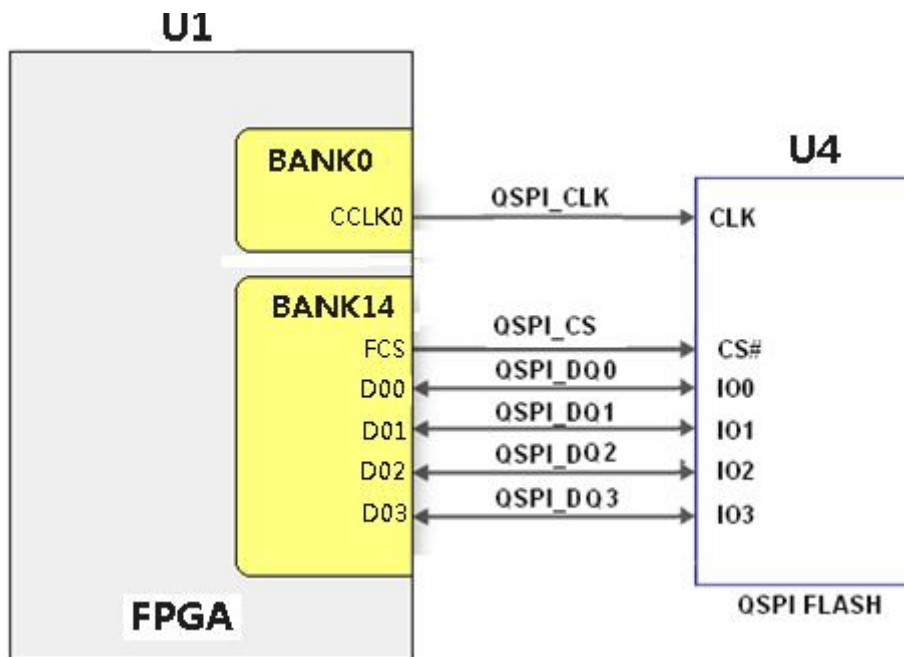 U1
BANK0
CCLK0
QSPI_CLK
U4
CLK
BANK14
FCS
QSPI_CS
CS#
D00
QSPI_DQ0
IO0
D01
QSPI_DQ1
IO1
D02
QSPI_DQ2
IO2
D03
QSPI_DQ3
IO3
FPGA
QSPI FLASH